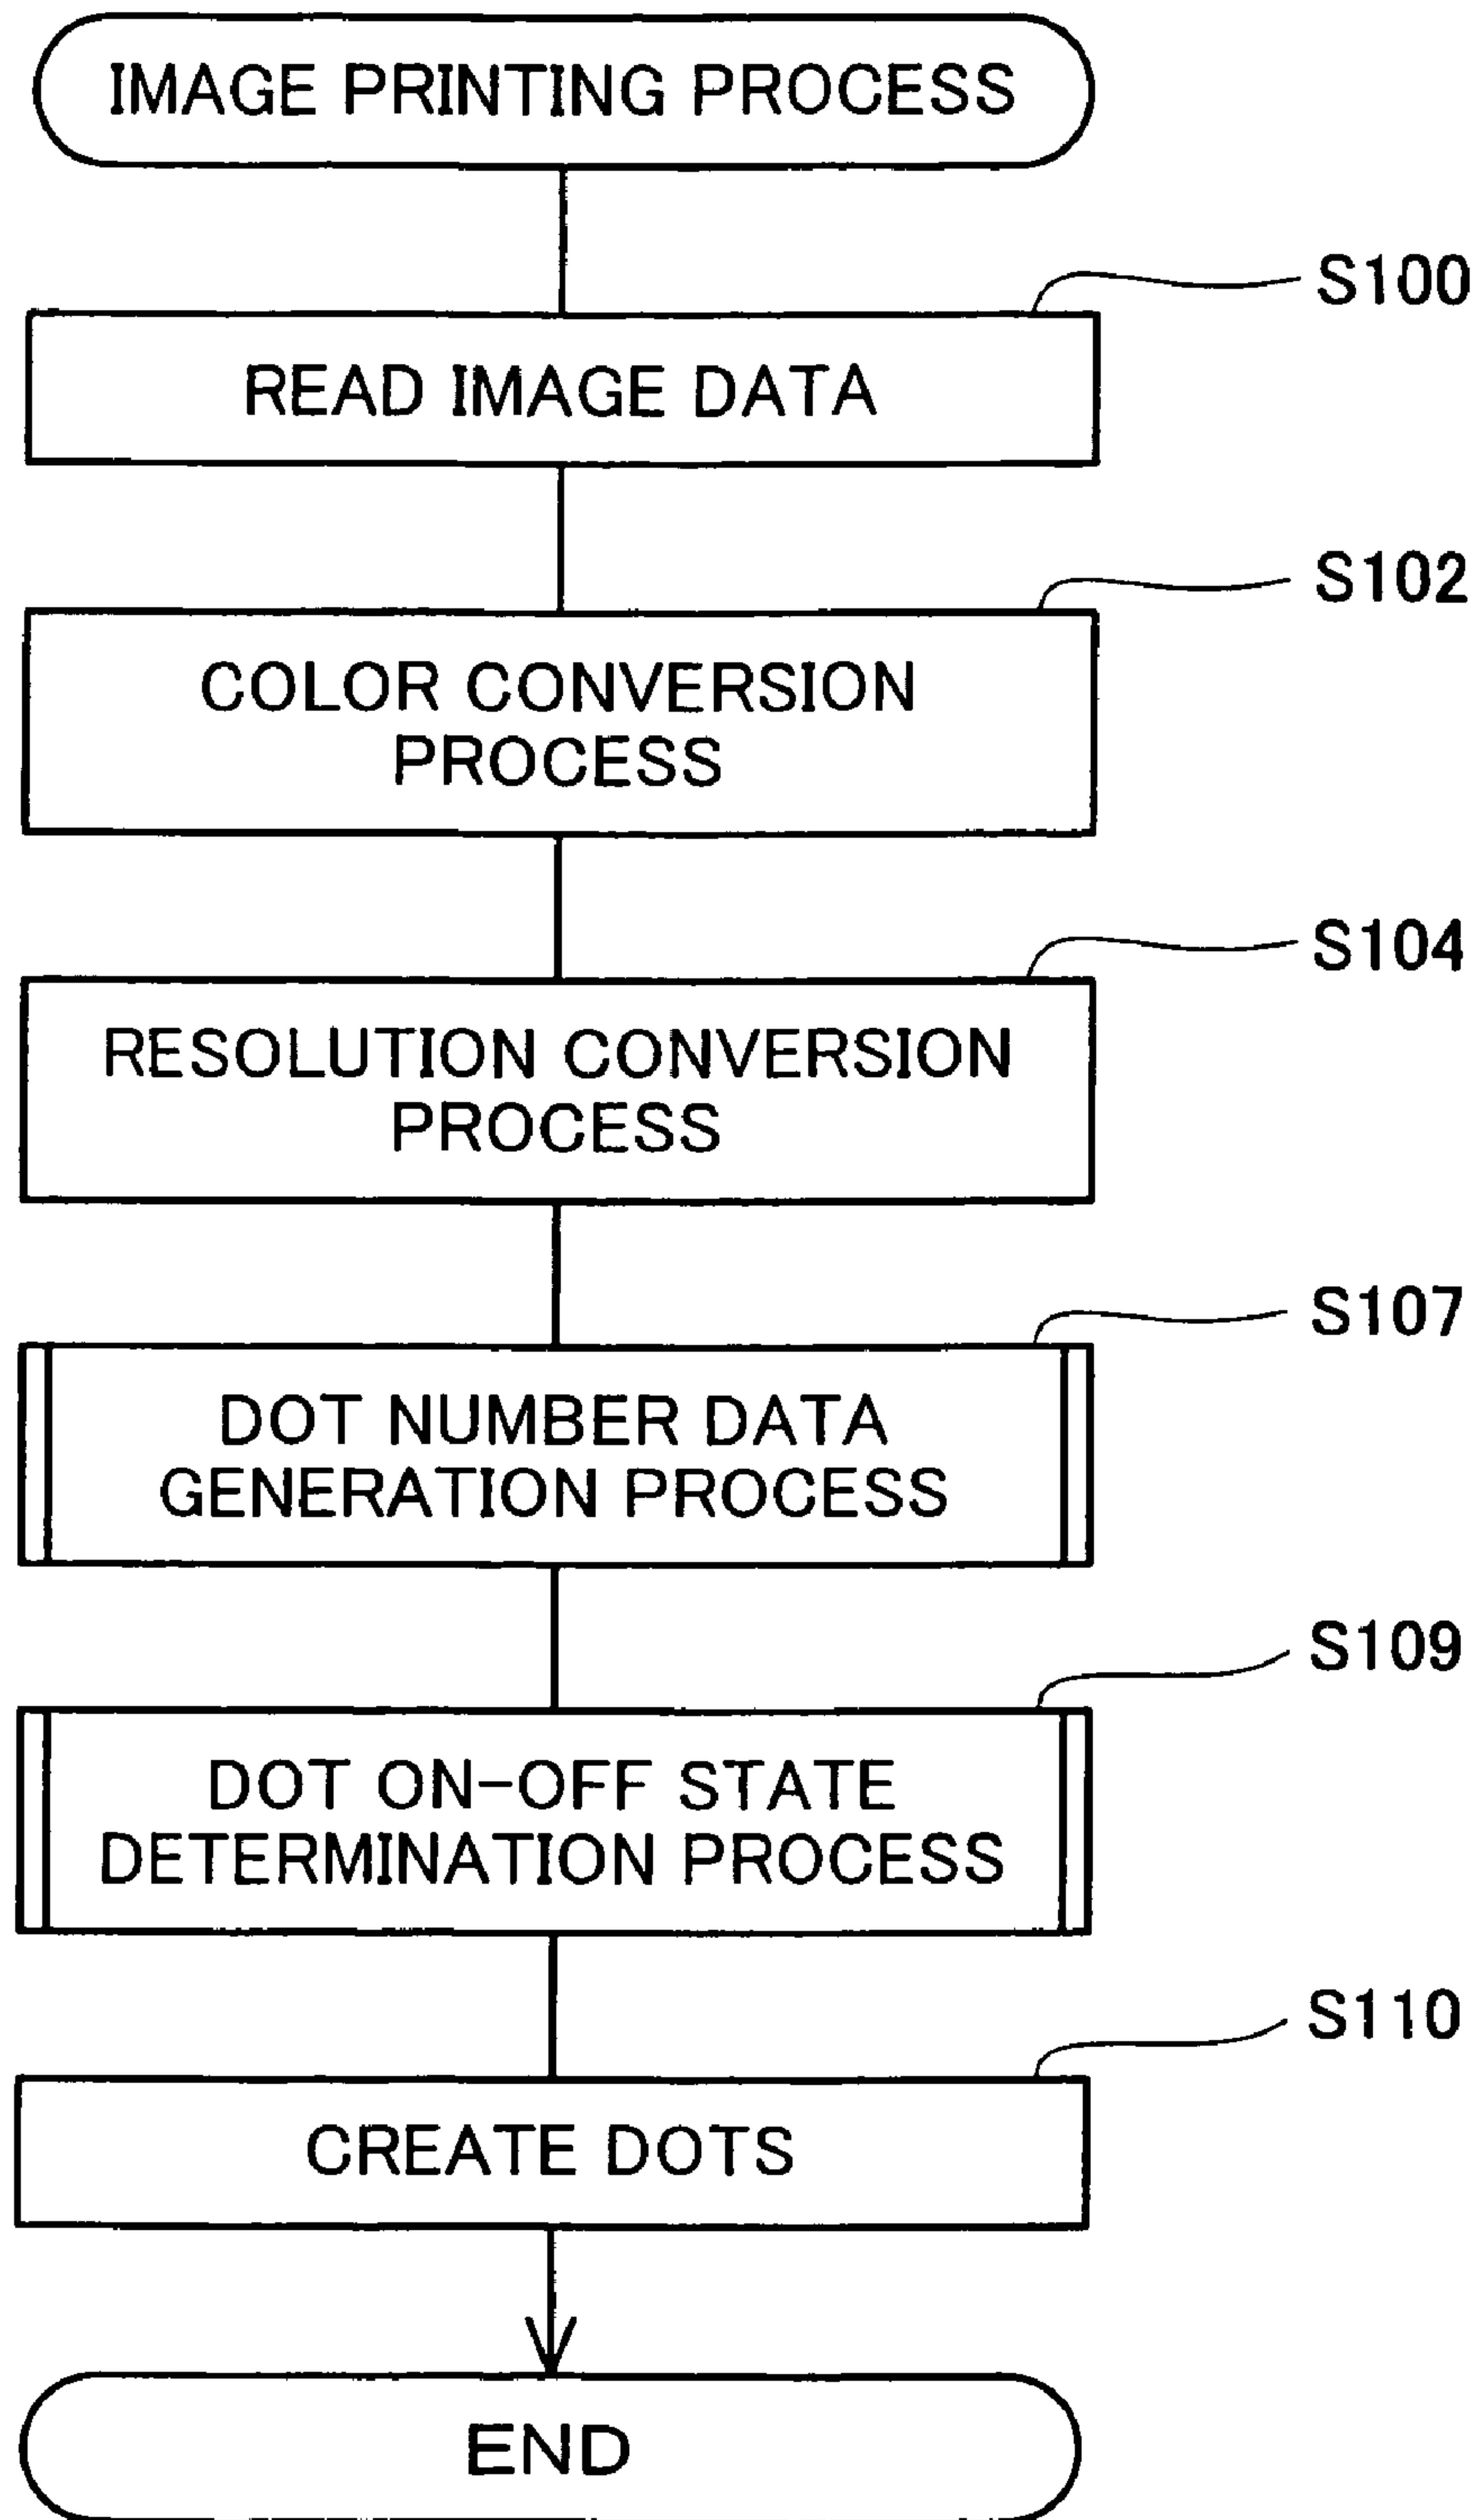 IMAGE PRINTING PROCESS
S100
READ IMAGE DATA
S102
COLOR CONVERSION
PROCESS
S104
RESOLUTION CONVERSION
PROCESS
S107
DOT NUMBER DATA
GENERATION PROCESS
S109
DOT ON-OFF STATE
DETERMINATION PROCESS
S110
CREATE DOTS
END